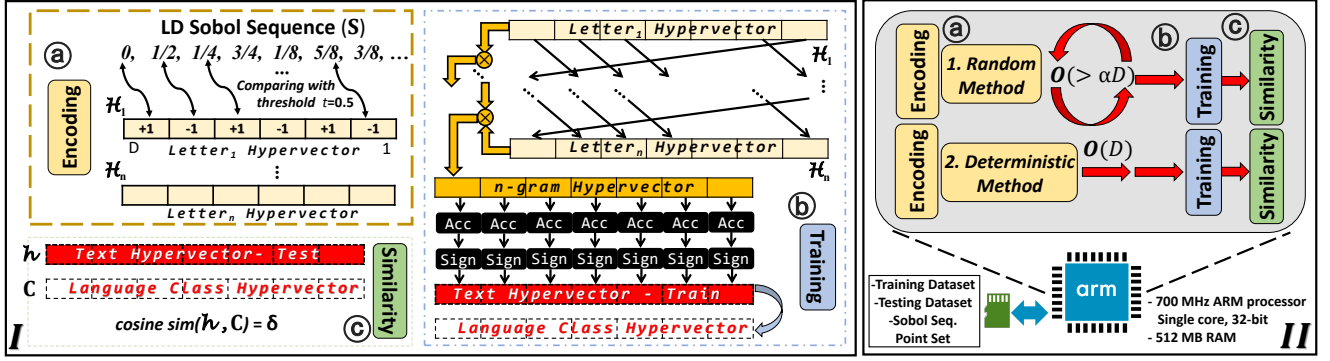 LD Sobol Sequence (S)
ⓐ
0, 1/2, 1/4, 3/4, 1/8, 5/8, 3/8, ...
...
Comparing with
threshold t=0.5
Encoding
ℋ1
+1 -1 +1 -1 +1 -1
D Letter1 Hypervector 1
⋮
ℋn
Lettern Hypervector
𝒽 Text Hypervector- Test
C Language Class Hypervector
cosine sim(𝒽, C) = δ
Similarity
ⓒ
I
Letter1 Hypervector
ℋ1
Lettern Hypervector
ℋn
n-gram Hypervector
Acc Acc Acc Acc Acc Acc Acc
Sign Sign Sign Sign Sign Sign Sign
Text Hypervector - Train
Language Class Hypervector
ⓑ
Training
ⓐ
Encoding
1. Random
Method
O(> αD)
ⓑ
Training
ⓒ
Similarity
Encoding
2. Deterministic
Method
O(D)
Training
Similarity
-Training Dataset
-Testing Dataset
-Sobol Seq.
Point Set
arm
- 700 MHz ARM processor
Single core, 32-bit
- 512 MB RAM
II